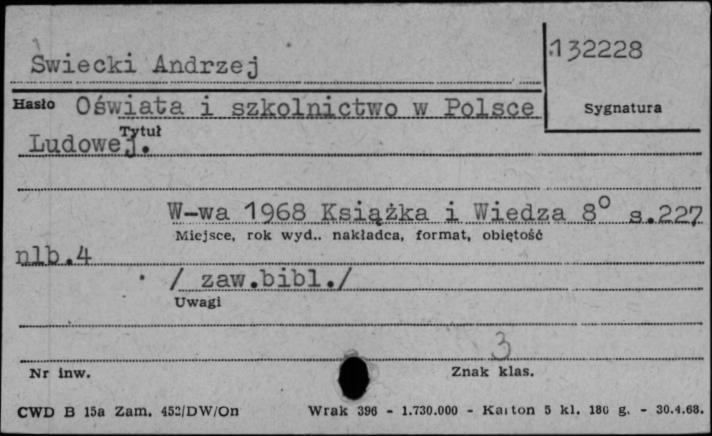 132228
Swiecki Andrzej
Hasło Oświata i szkolnictwo w Polsce Sygnatura
Tytuł
Ludowej.
W-wa 1968 Książka i Wiedza 8° s.227
Miejsce, rok wyd.. nakładca, format, obiętość
nlb.4
/ zaw.bibl./
Uwagi
3
Nr inw. Znak klas.
CWD B 15a Zam. 452/DW/On Wrak 396 - 1.730.000 - Karton 5 kl. 180 g. - 30.4.68.